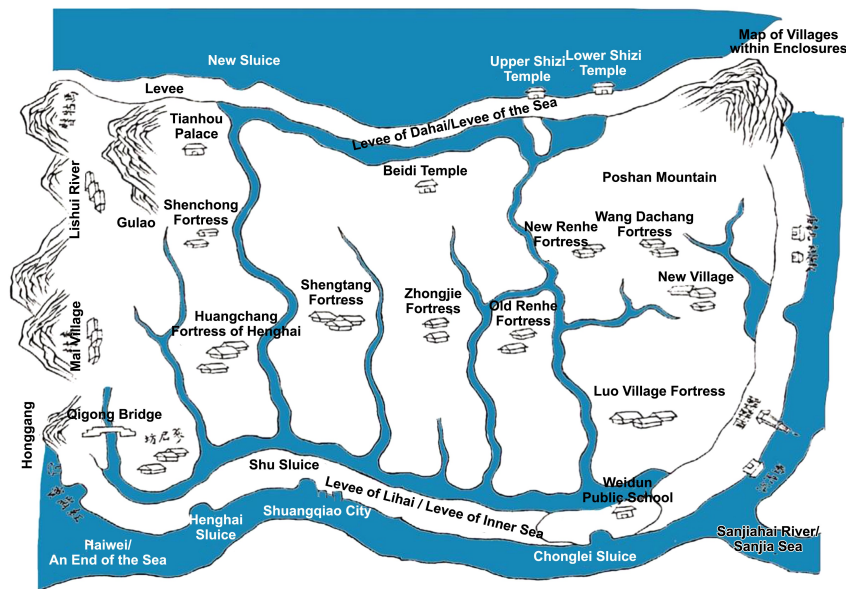 Map of Villages
within Enclosures
New Sluice
Upper Shizi
Temple
Lower Shizi
Temple
Levee
Levee of Dahai/Levee of the Sea
Tianhou
Palace
Beidi Temple
Poshan Mountain
Lishui River
Gulao
Shenchong
Fortress
New Renhe
Fortress
Wang Dachang
Fortress
Shengtang
Fortress
Zhongjie
Fortress
Old Renhe
Fortress
New Village
Huangchang
Fortress of Henghai
Mai Village
Luo Village Fortress
Qigong Bridge
Honggang
Shu Sluice
Levee of Lihai / Levee of Inner Sea
Weidun
Public School
Henghai
Sluice
Shuangqiao City
Haiwei/
An End of the Sea
Chonglei Sluice
Sanjiahai River/
Sanjia Sea